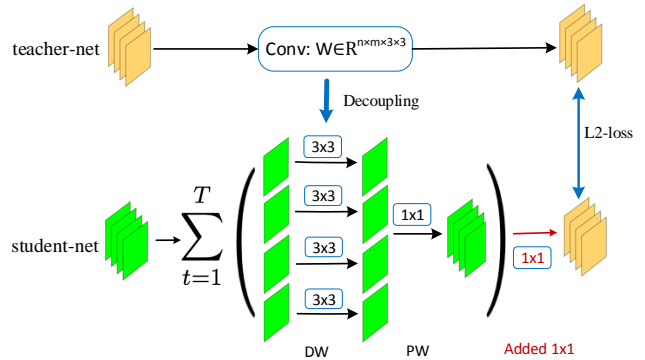 teacher-net
Conv: W∈R^n×m×3×3
Decoupling
3x3
T
3x3
1x1
L2-loss
∑
student-net
3x3
1x1
t=1
3x3
DW
PW
Added 1x1